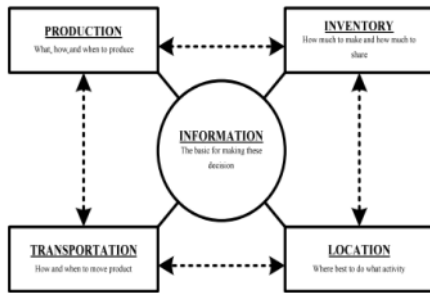 PRODUCTION
What, how, and when to produce
INVENTORY
How much to make and how much to
share
INFORMATION
The basic for making these
decision
TRANSPORTATION
How and when to move product
LOCATION
Where best to do what activity